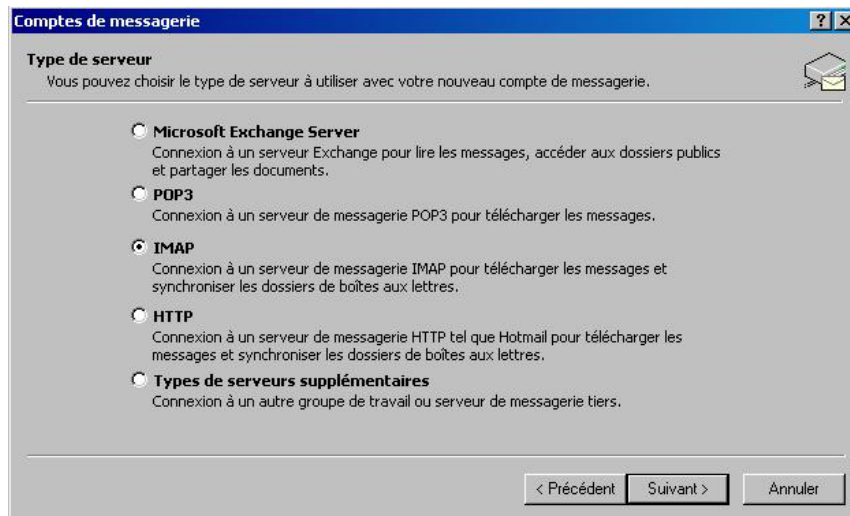 Comptes de messagerie
Type de serveur
Vous pouvez choisir le type de serveur à utiliser avec votre nouveau compte de messagerie.
Microsoft Exchange Server
Connexion à un serveur Exchange pour lire les messages, accéder aux dossiers publics
et partager les documents.
POP3
Connexion à un serveur de messagerie POP3 pour télécharger les messages.
IMAP
Connexion à un serveur de messagerie IMAP pour télécharger les messages et
synchroniser les dossiers de boîtes aux lettres.
HTTP
Connexion à un serveur de messagerie HTTP tel que Hotmail pour télécharger les
messages et synchroniser les dossiers de boîtes aux lettres.
Types de serveurs supplémentaires
Connexion à un autre groupe de travail ou serveur de messagerie tiers.
< Précédent Suivant > Annuler